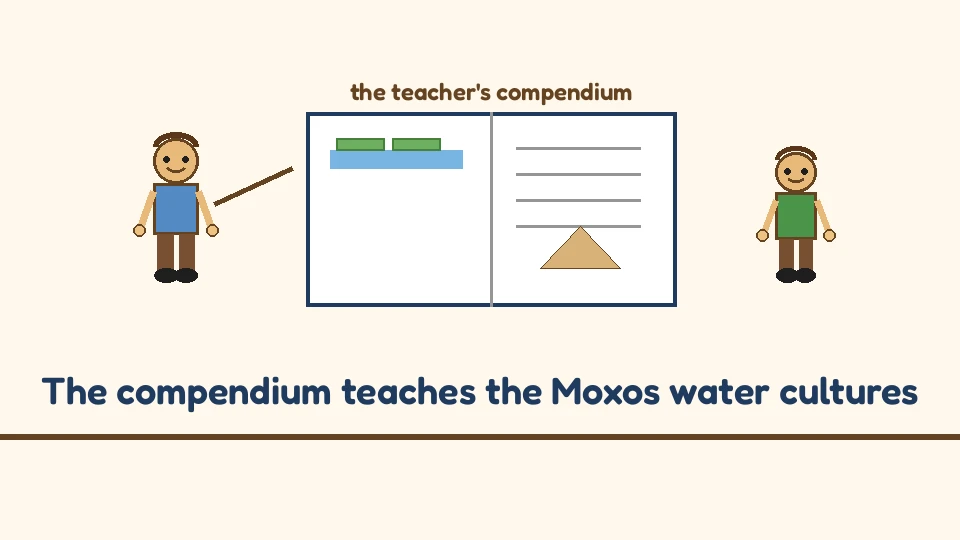 the teacher's compendium
The compendium teaches the Moxos water cultures